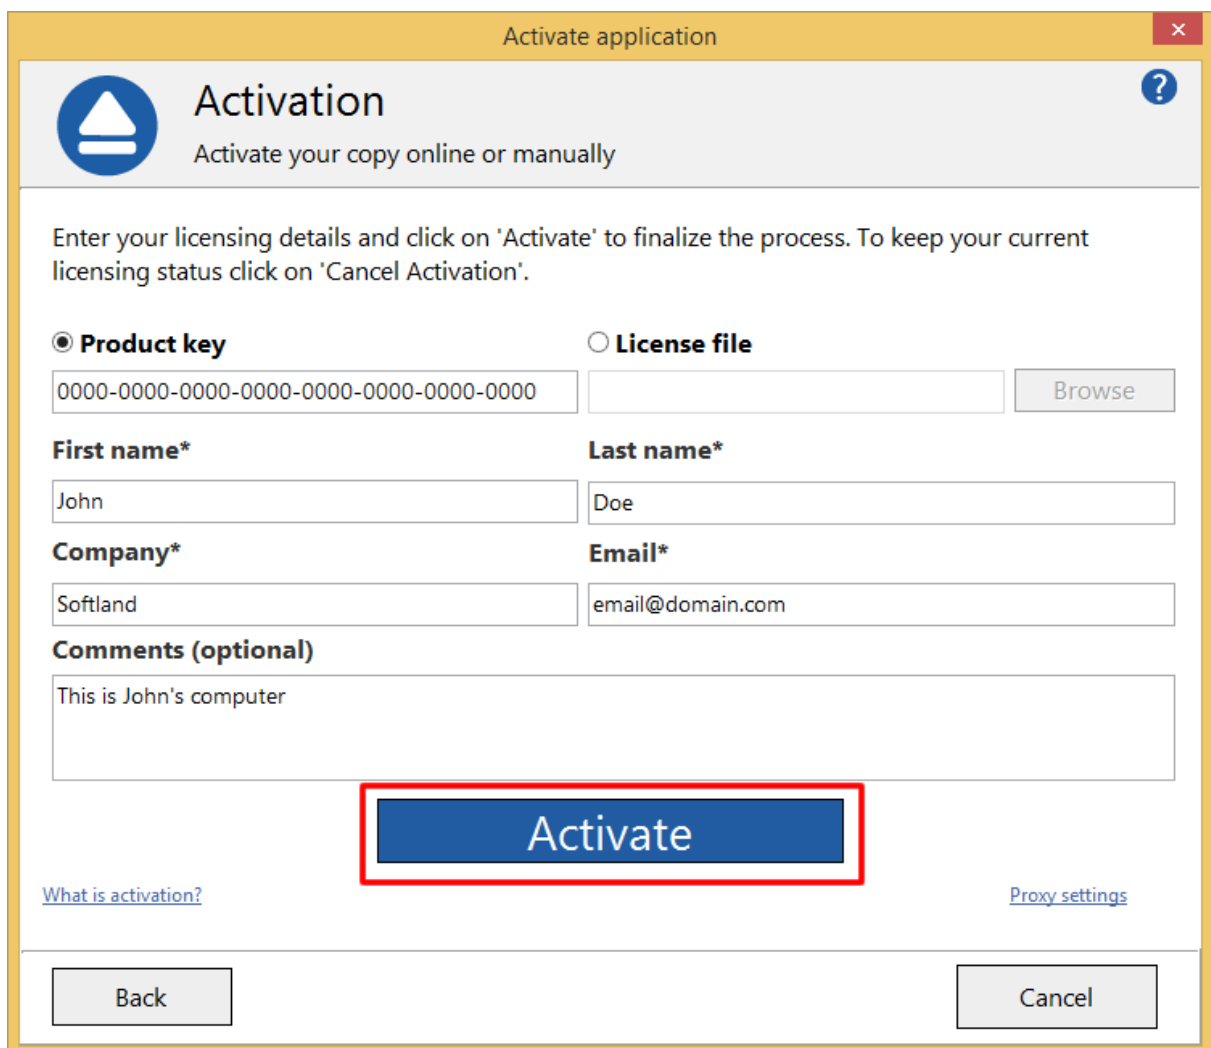 Activate application
×
Activation
?
Activate your copy online or manually
Enter your licensing details and click on 'Activate' to finalize the process. To keep your current
licensing status click on 'Cancel Activation'.
Product key
License file
0000-0000-0000-0000-0000-0000-0000-0000
Browse
First name*
Last name*
John
Doe
Company*
Email*
Softland
email@domain.com
Comments (optional)
This is John's computer
Activate
What is activation?
Proxy settings
Back
Cancel